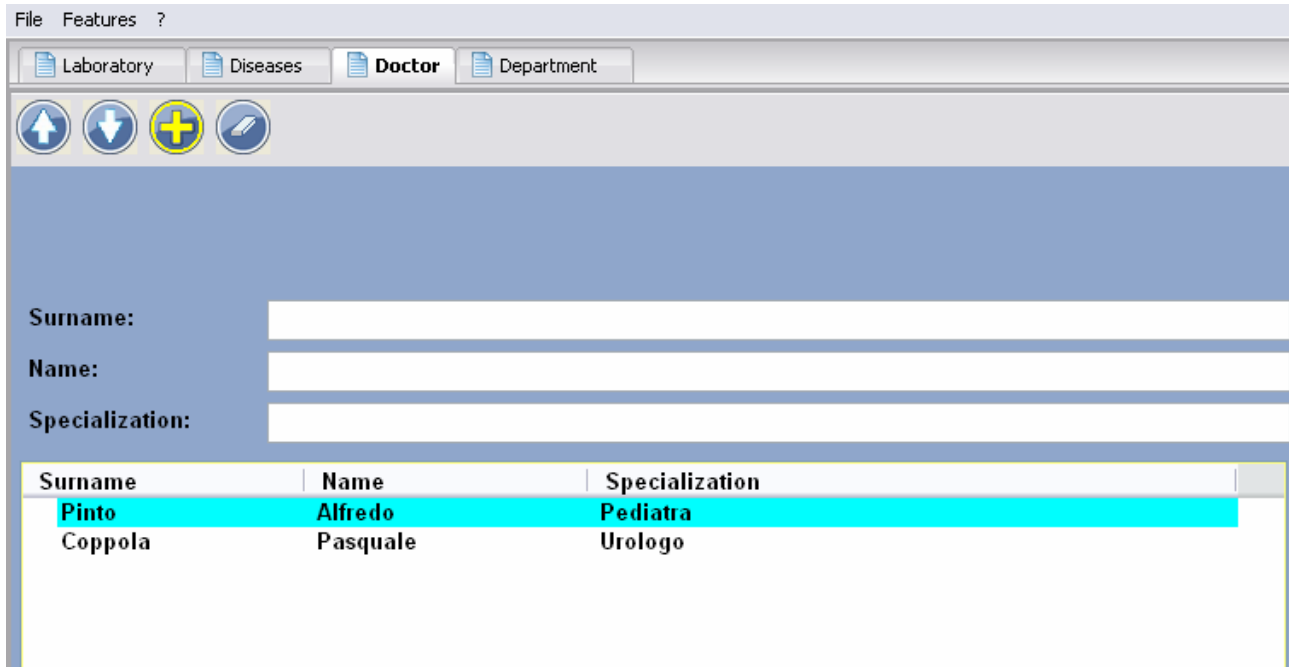 File Features ?
Laboratory Diseases Doctor Department
Surname:
Name:
Specialization:
Surname Name Specialization
Pinto Alfredo Pediatra
Coppola Pasquale Urologo